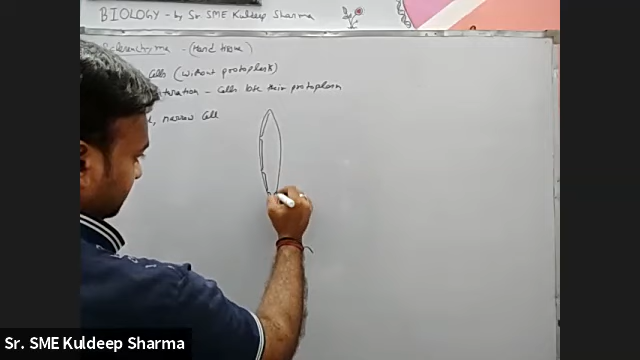 BIOLOGY - by Sr. SME Kuldeep Sharma
Sclerenchyma - (Hard tissue)
Cells (without protoplast)
- Cells lose their protoplasm
narrow cell
Sr. SME Kuldeep Sharma